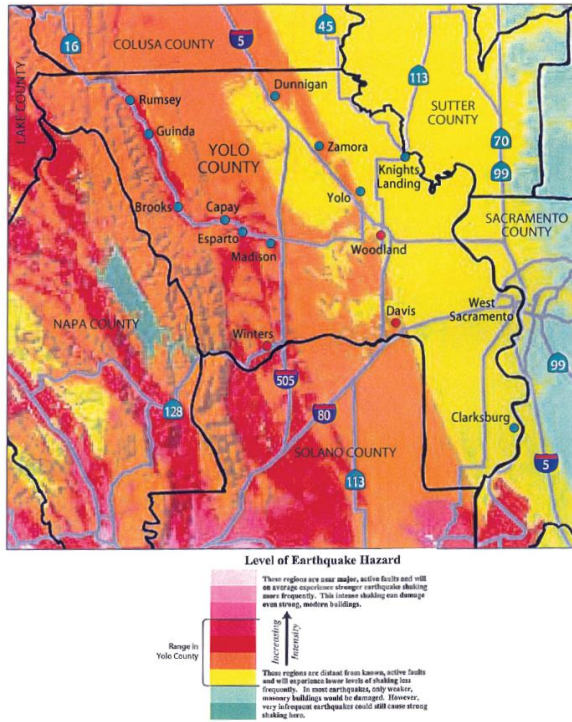 16
COLUSA COUNTY
5
45
LAKE COUNTY
Rumsey
Dunnigan
113
SUTTER
COUNTY
Guinda
YOLO
COUNTY
Zamora
Knights
Landing
70
99
Brooks
Capay
Yolo
Esparto
Madison
Woodland
SACRAMENTO
COUNTY
NAPA COUNTY
Winters
Davis
West
Sacramento
505
128
80
99
Clarksburg
SOLANO COUNTY
113
5
Level of Earthquake Hazard
These regions are near major, active faults and will
on average experience stronger earthquake shaking
more frequently. This intense shaking can damage
even strong, modern buildings.
Increasing
Intensity
Range in
Yolo County
These regions are distant from known, active faults
and will experience lower levels of shaking less
frequently. In most earthquakes, only weaker,
masonry buildings would be damaged. However,
very infrequent earthquakes could still cause strong
shaking here.